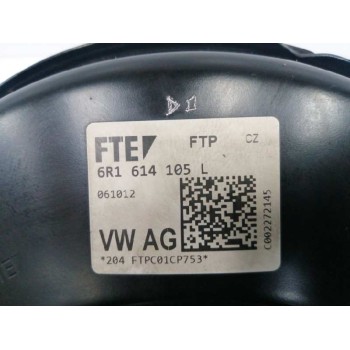 FTE FTP CZ
6R1 614 105 L
061012
VW AG
*204 FTPC01CP753*
C002272145